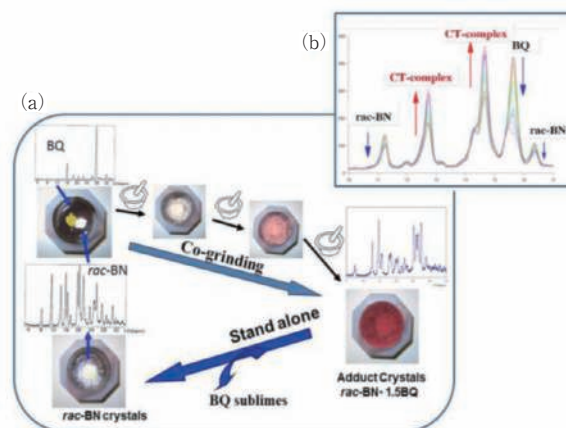 (b)
CT-complex
BQ
CT-complex
rac-BN
rac-BN
(a)
BQ
rac-BN
Co-grinding
Stand alone
BQ sublimes
rac-BN crystals
Adduct Crystals
rac-BN- 1.5BQ